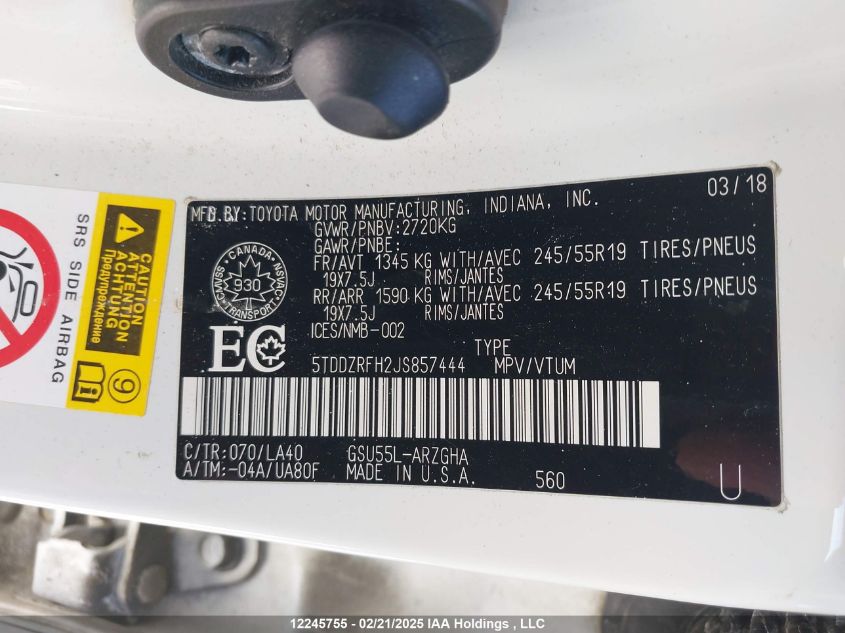 MFD. BY: TOYOTA MOTOR MANUFACTURING, INDIANA, INC. 03/18
GVWR/PNBV: 2720KG
GAWR/PNBE:
FR/AVT 1345 KG WITH/AVEC 245/55R19 TIRES/PNEUS
19X7.5J RIMS/JANTES
RR/ARR 1590 KG WITH/AVEC 245/55R19 TIRES/PNEUS
19X7.5J RIMS/JANTES
ICES/NMB-002
CANADA
NSVAC
TRANSPORT
CMVSS
930
EC
TYPE
5TDDZRFH2JS857444 MPV/VTUM
C/TR: 070/LA40 GSU55L-ARZGHA
A/TM: -04A/UA80F MADE IN U.S.A. 560
U
SRS SIDE AIRBAG
CAUTION
ATTENTION
ACHTUNG
Предупреждение
9
12245755 - 02/21/2025 IAA Holdings , LLC